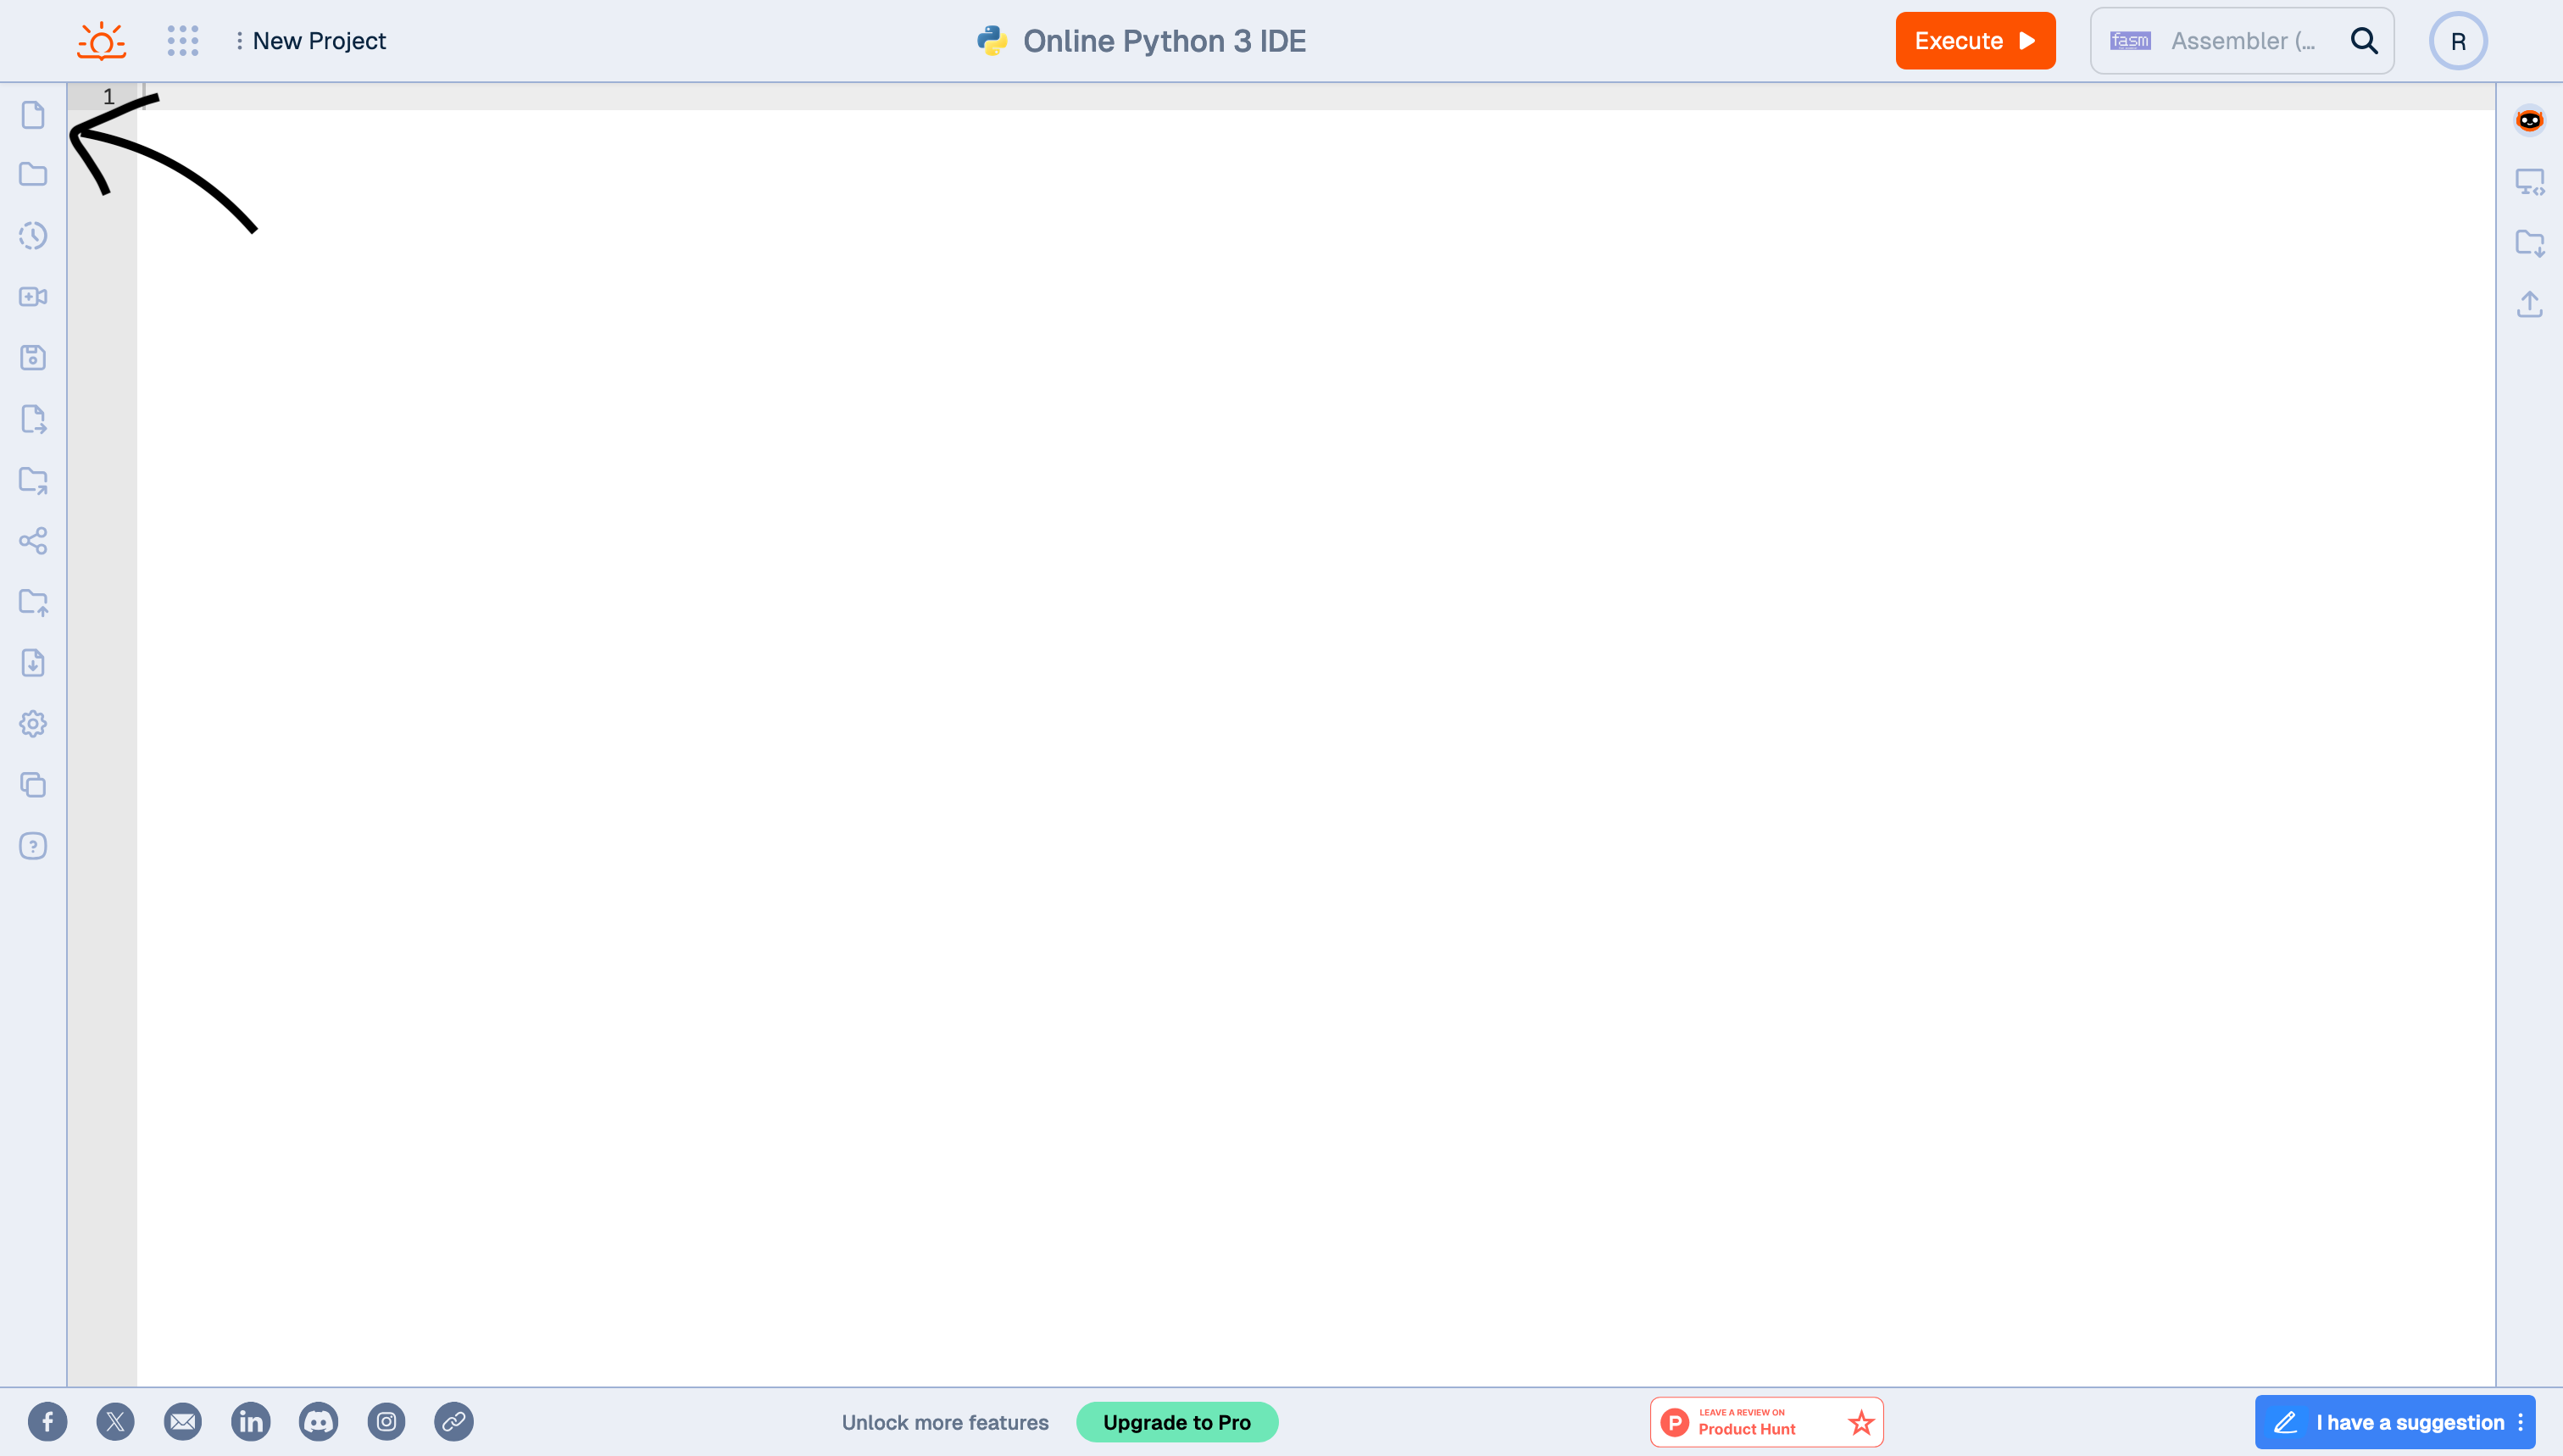 New Project
Online Python 3 IDE
Execute
fasm
Assembler (...
R
1
Unlock more features
Upgrade to Pro
LEAVE A REVIEW ON
Product Hunt
I have a suggestion